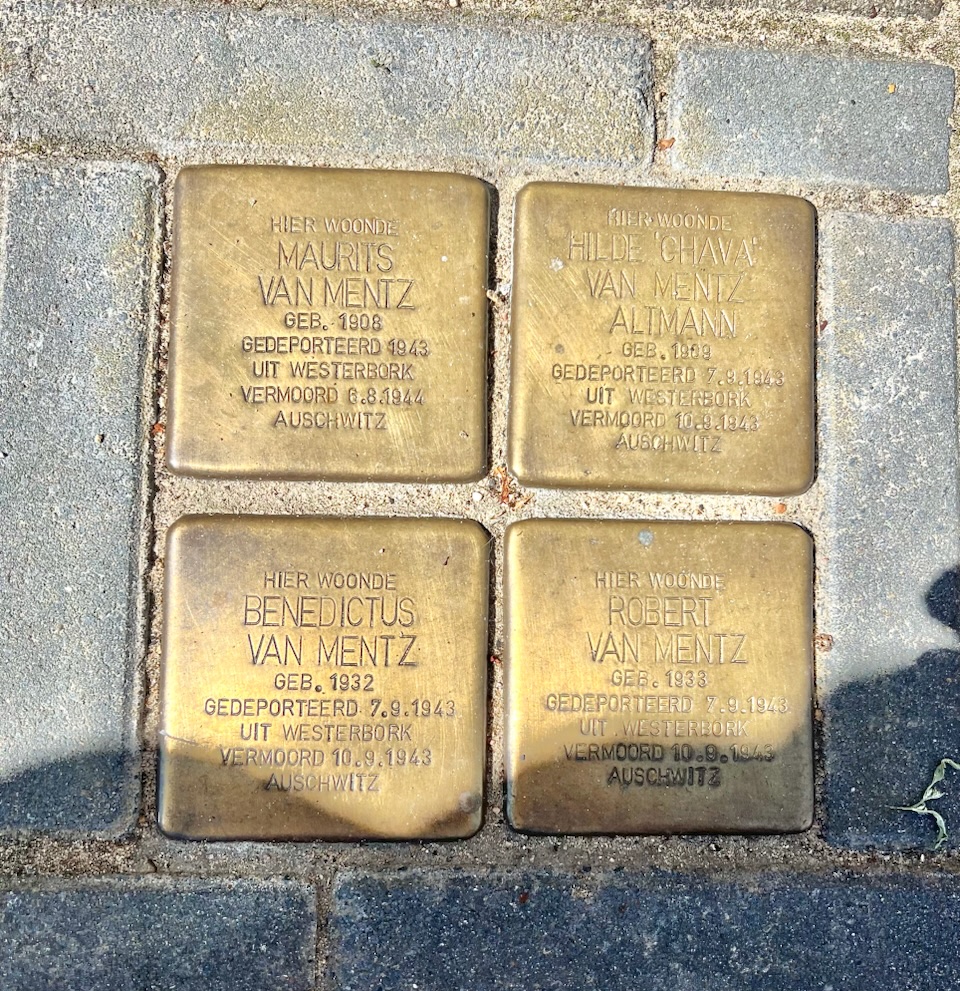 HIER WOONDE
MAURITS
VAN MENTZ
GEB. 1908
GEDEPORTEERD 1943
UIT WESTERBORK
VERMOORD 6.8.1944
AUSCHWITZ
HIER WOONDE
HILDE 'CHAVA'
VAN MENTZ
ALTMANN
GEB. 1909
GEDEPORTEERD 7.9.1943
UIT WESTERBORK
VERMOORD 10.9.1943
AUSCHWITZ
HIER WOONDE
BENEDICTUS
VAN MENTZ
GEB. 1932
GEDEPORTEERD 7.9.1943
UIT WESTERBORK
VERMOORD 10.9.1943
AUSCHWITZ
HIER WOONDE
ROBERT
VAN MENTZ
GEB. 1933
GEDEPORTEERD 7.9.1943
UIT WESTERBORK
VERMOORD 10.9.1943
AUSCHWITZ